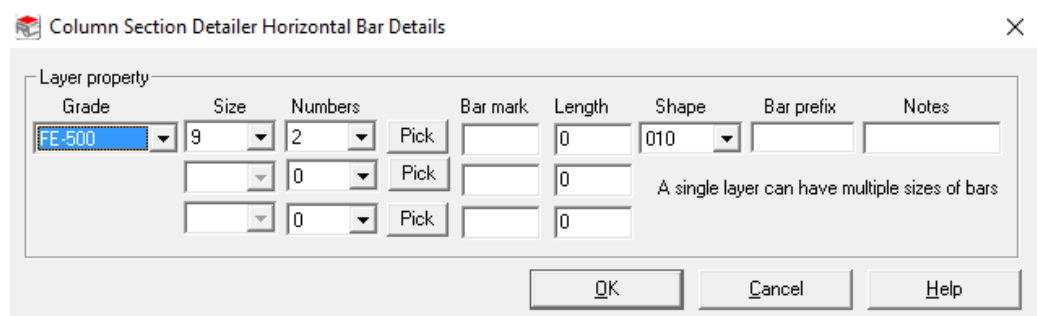 Column Section Detailer Horizontal Bar Details
Layer property
Grade Size Numbers Bar mark Length Shape Bar prefix Notes
FE-500 9 2 Pick 0 010
0 Pick 0 A single layer can have multiple sizes of bars
0 Pick 0
OK Cancel Help